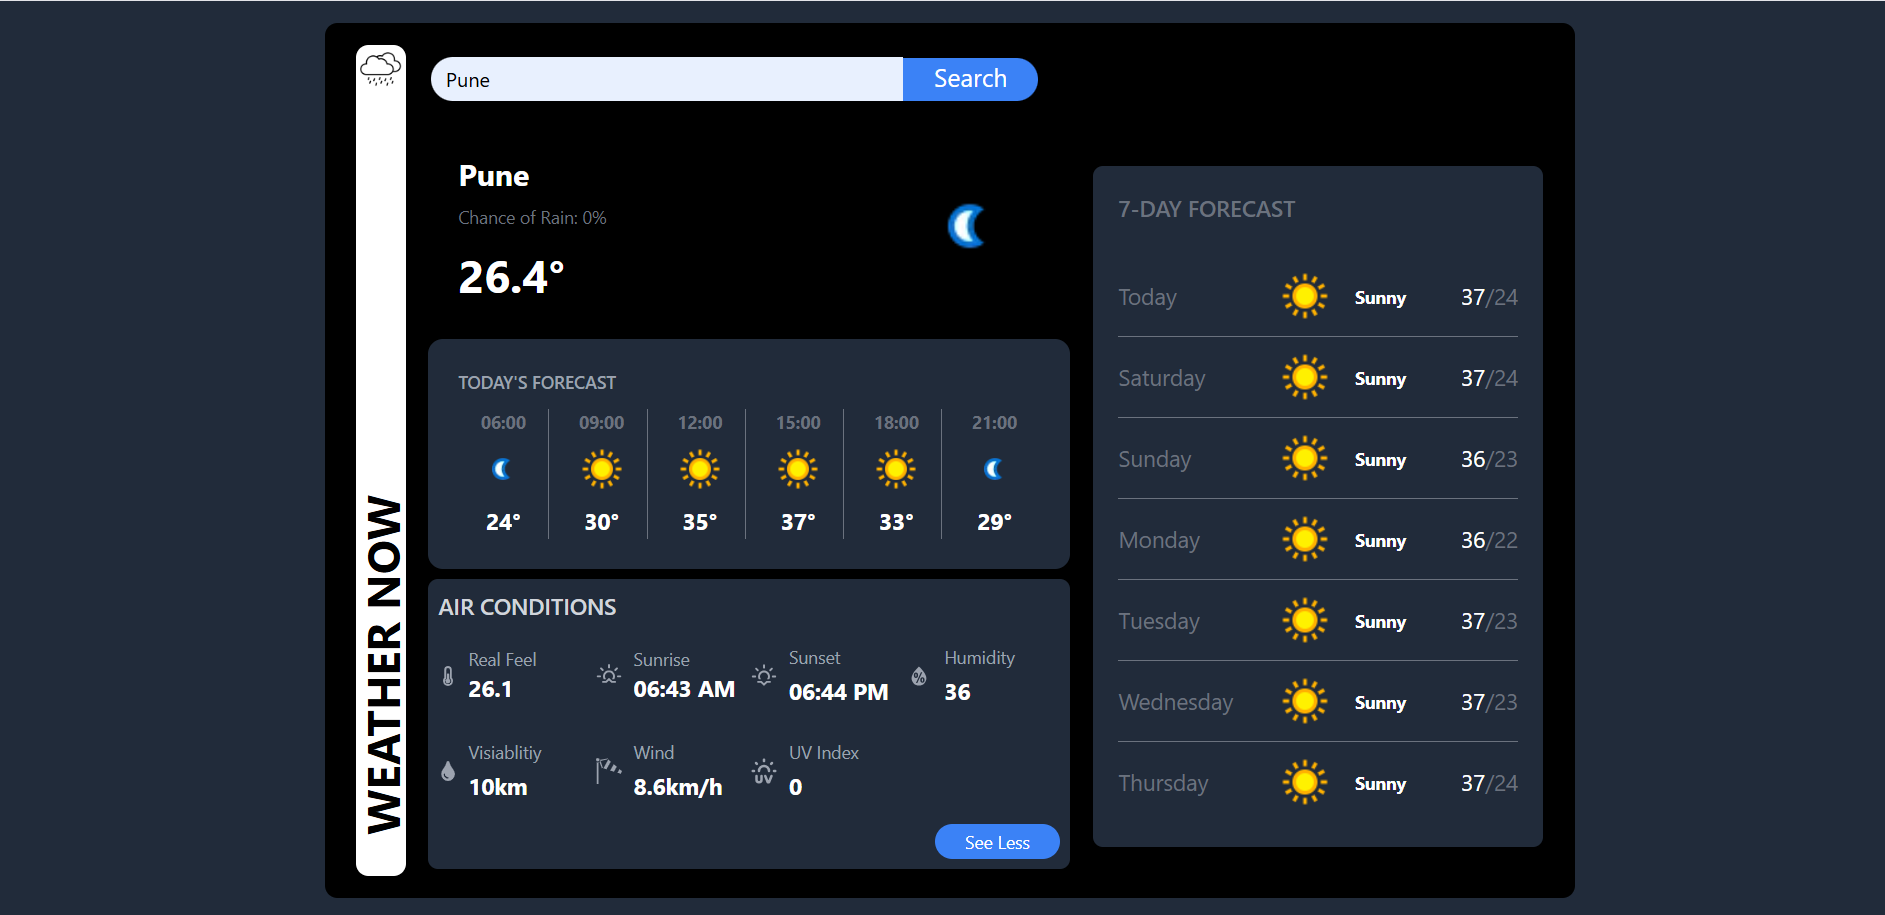 WEATHER NOW
Pune
Search
Pune
Chance of Rain: 0%
26.4°
TODAY'S FORECAST
06:00 09:00 12:00 15:00 18:00 21:00
24° 30° 35° 37° 33° 29°
AIR CONDITIONS
Real Feel
26.1
Sunrise
06:43 AM
Sunset
06:44 PM
Humidity
36
Visiablitiy
10km
Wind
8.6km/h
UV Index
0
See Less
7-DAY FORECAST
Today Sunny 37/24
Saturday Sunny 37/24
Sunday Sunny 36/23
Monday Sunny 36/22
Tuesday Sunny 37/23
Wednesday Sunny 37/23
Thursday Sunny 37/24